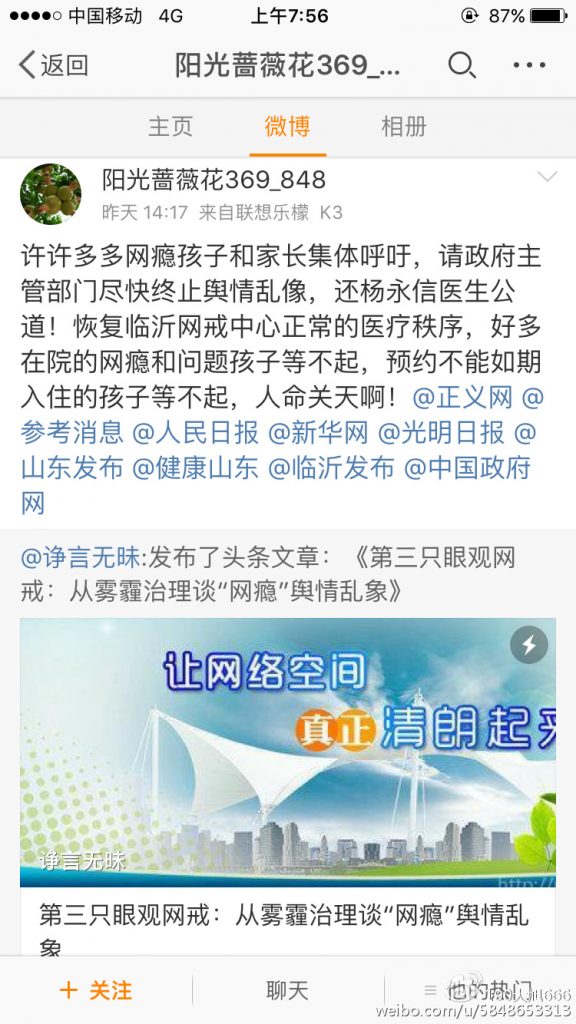 中国移动 4G 上午7:56 87%
返回 阳光蔷薇花369_...
主页 微博 相册
阳光蔷薇花369_848
昨天 14:17 来自联想乐檬 K3
许许多多网瘾孩子和家长集体呼吁，请政府主
管部门尽快终止舆情乱像，还杨永信医生公
道！恢复临沂网戒中心正常的医疗秩序，好多
在院的网瘾和问题孩子等不起，预约不能如期
入住的孩子等不起，人命关天啊！@正义网 @
参考消息 @人民日报 @新华网 @光明日报 @
山东发布 @健康山东 @临沂发布 @中国政府
网
@诤言无昧:发布了头条文章：《第三只眼观网
戒：从雾霾治理谈“网瘾”舆情乱象》
让网络空间
真正清朗起来
诤言无昧
http://
第三只眼观网戒：从雾霾治理谈“网瘾”舆情乱
象
+ 关注 聊天 他的热门
weibo.com/u/5848653313